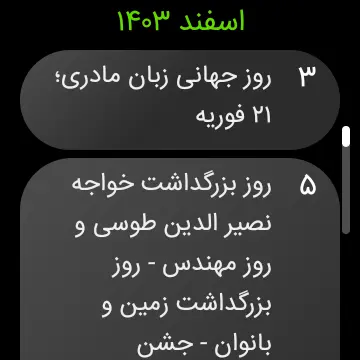 اسفند ۱۴۰۳
۳
روز جهانی زبان مادری؛
۲۱ فوریه
۵
روز بزرگداشت خواجه
نصیر الدین طوسی و
روز مهندس - روز
بزرگداشت زمین و
بانوان - جشن